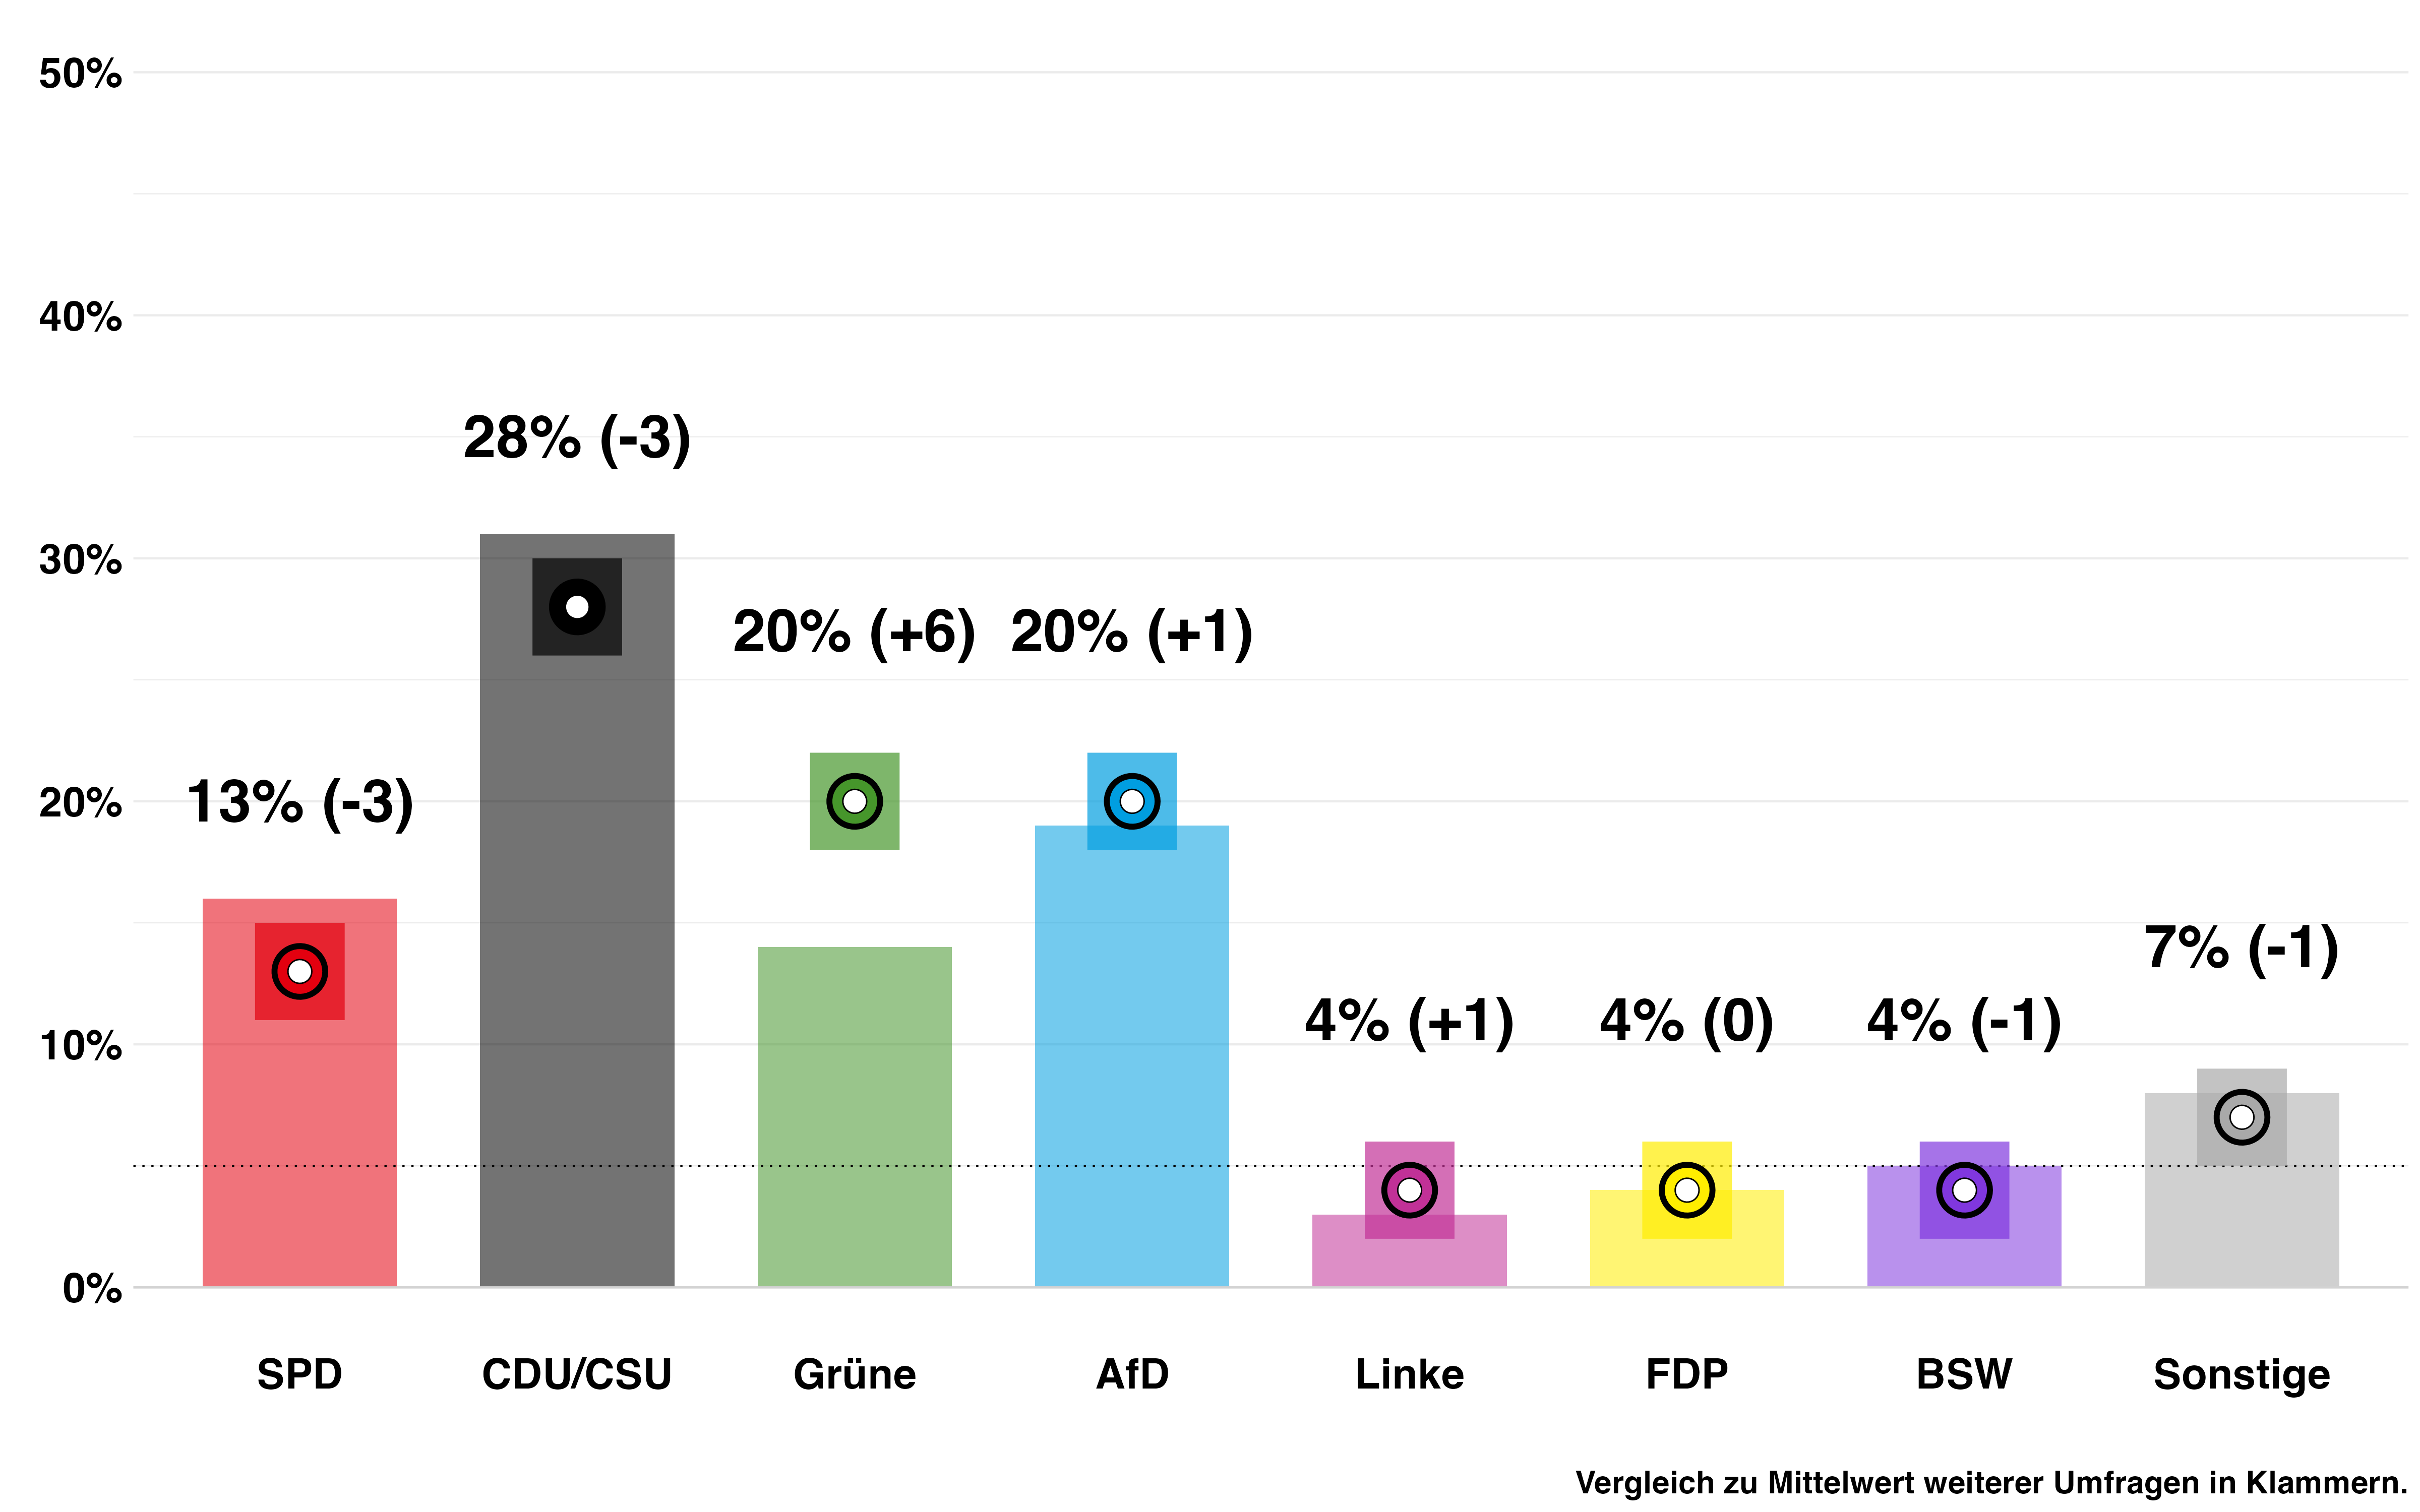 50%
40%
30%
20%
10%
0%
13% (-3)
28% (-3)
20% (+6)
20% (+1)
4% (+1)
4% (0)
4% (-1)
7% (-1)
SPD
CDU/CSU
Grüne
AfD
Linke
FDP
BSW
Sonstige
Vergleich zu Mittelwert weiterer Umfragen in Klammern.